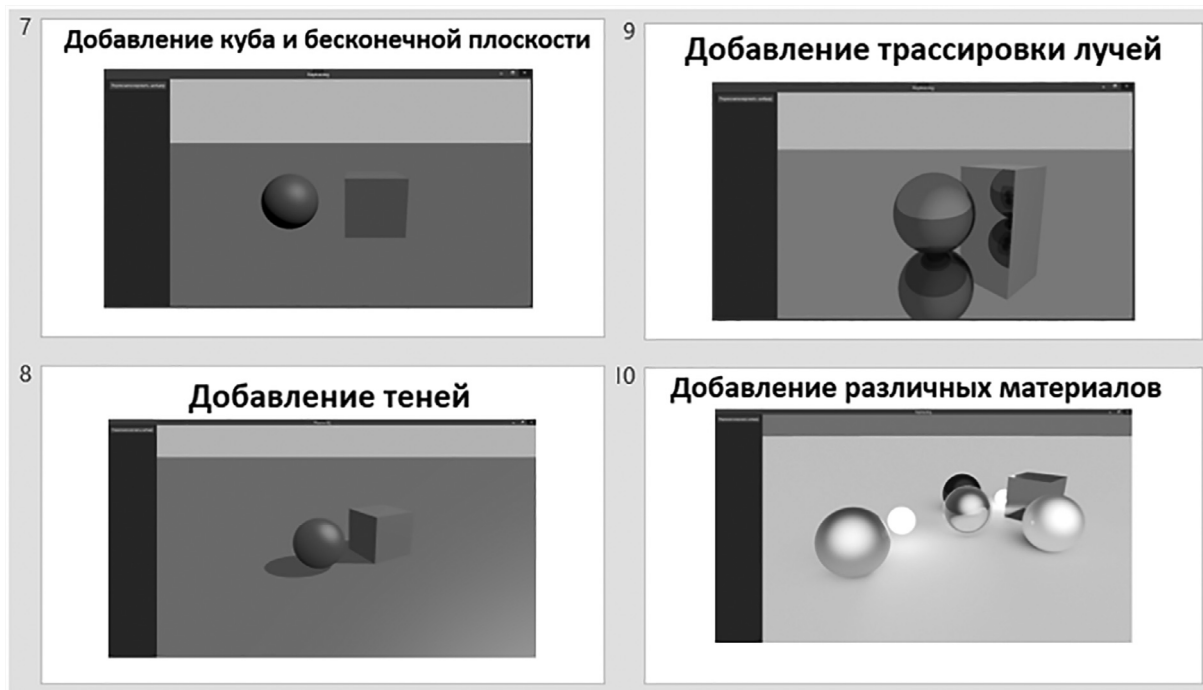 7
Добавление куба и бесконечной плоскости
8
Добавление теней
9
Добавление трассировки лучей
10
Добавление различных материалов